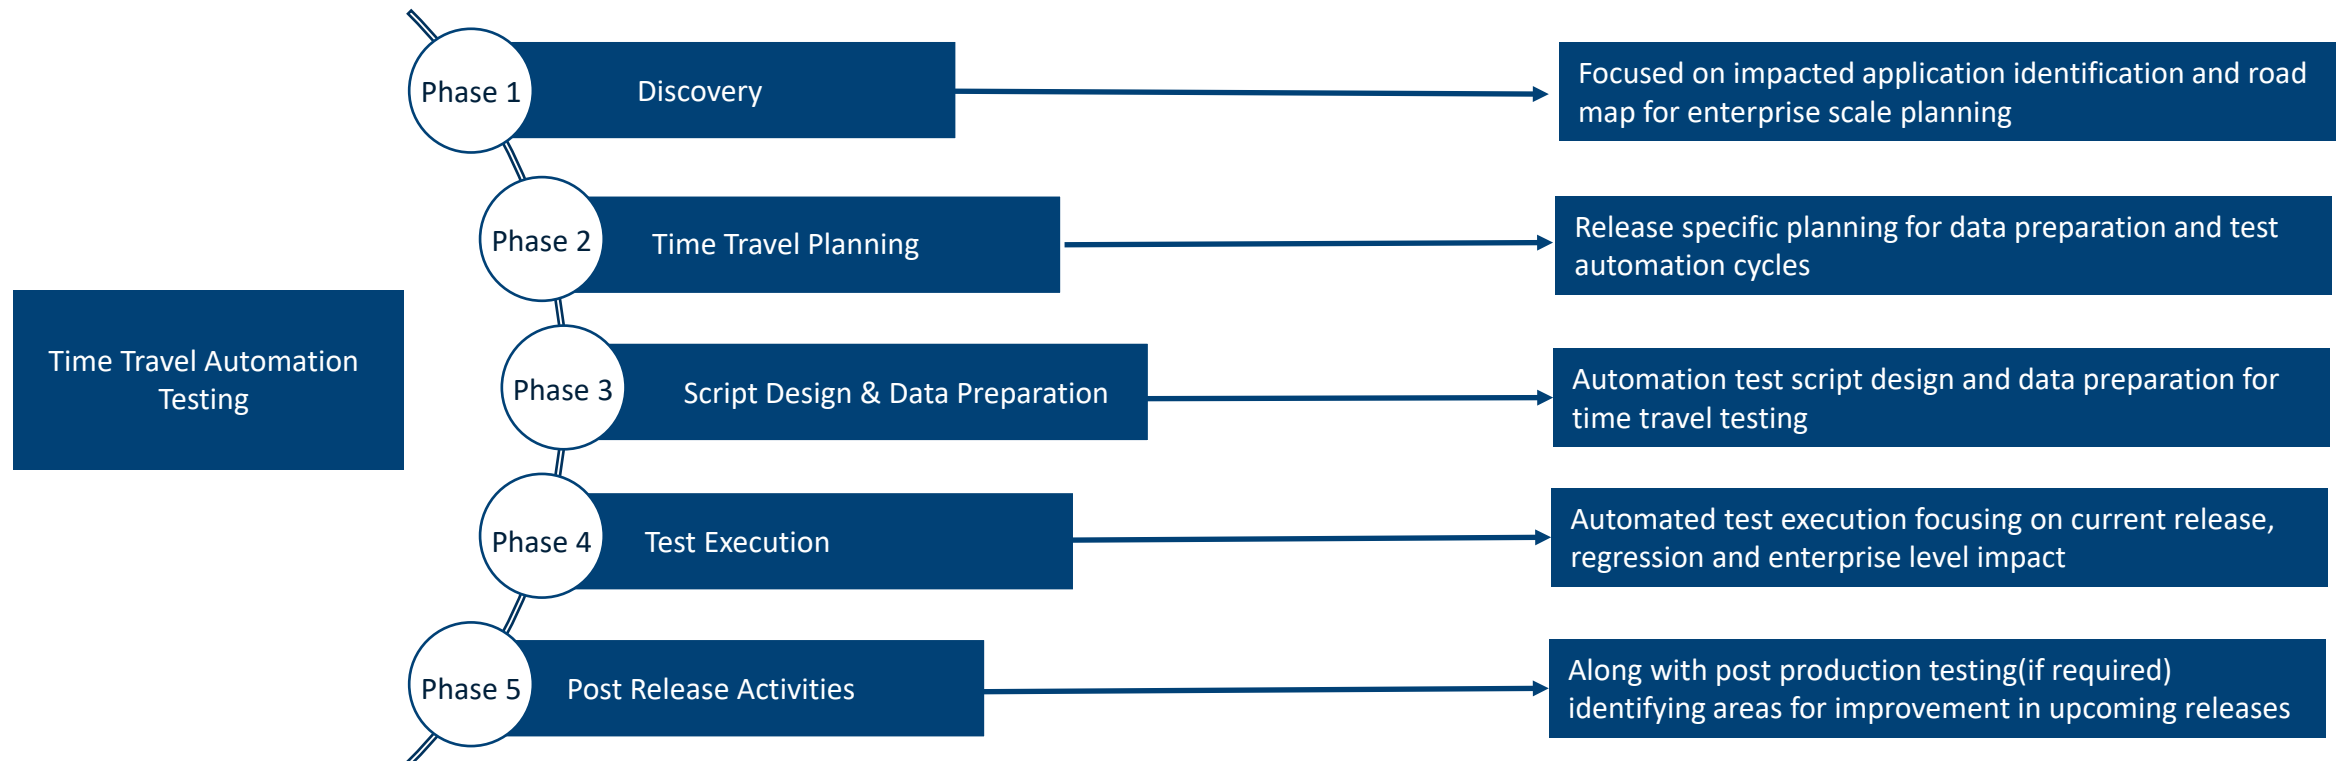 Time Travel Automation
Testing
Phase 1
Discovery
Focused on impacted application identification and road
map for enterprise scale planning
Phase 2
Time Travel Planning
Release specific planning for data preparation and test
automation cycles
Phase 3
Script Design & Data Preparation
Automation test script design and data preparation for
time travel testing
Phase 4
Test Execution
Automated test execution focusing on current release,
regression and enterprise level impact
Phase 5
Post Release Activities
Along with post production testing(if required)
identifying areas for improvement in upcoming releases